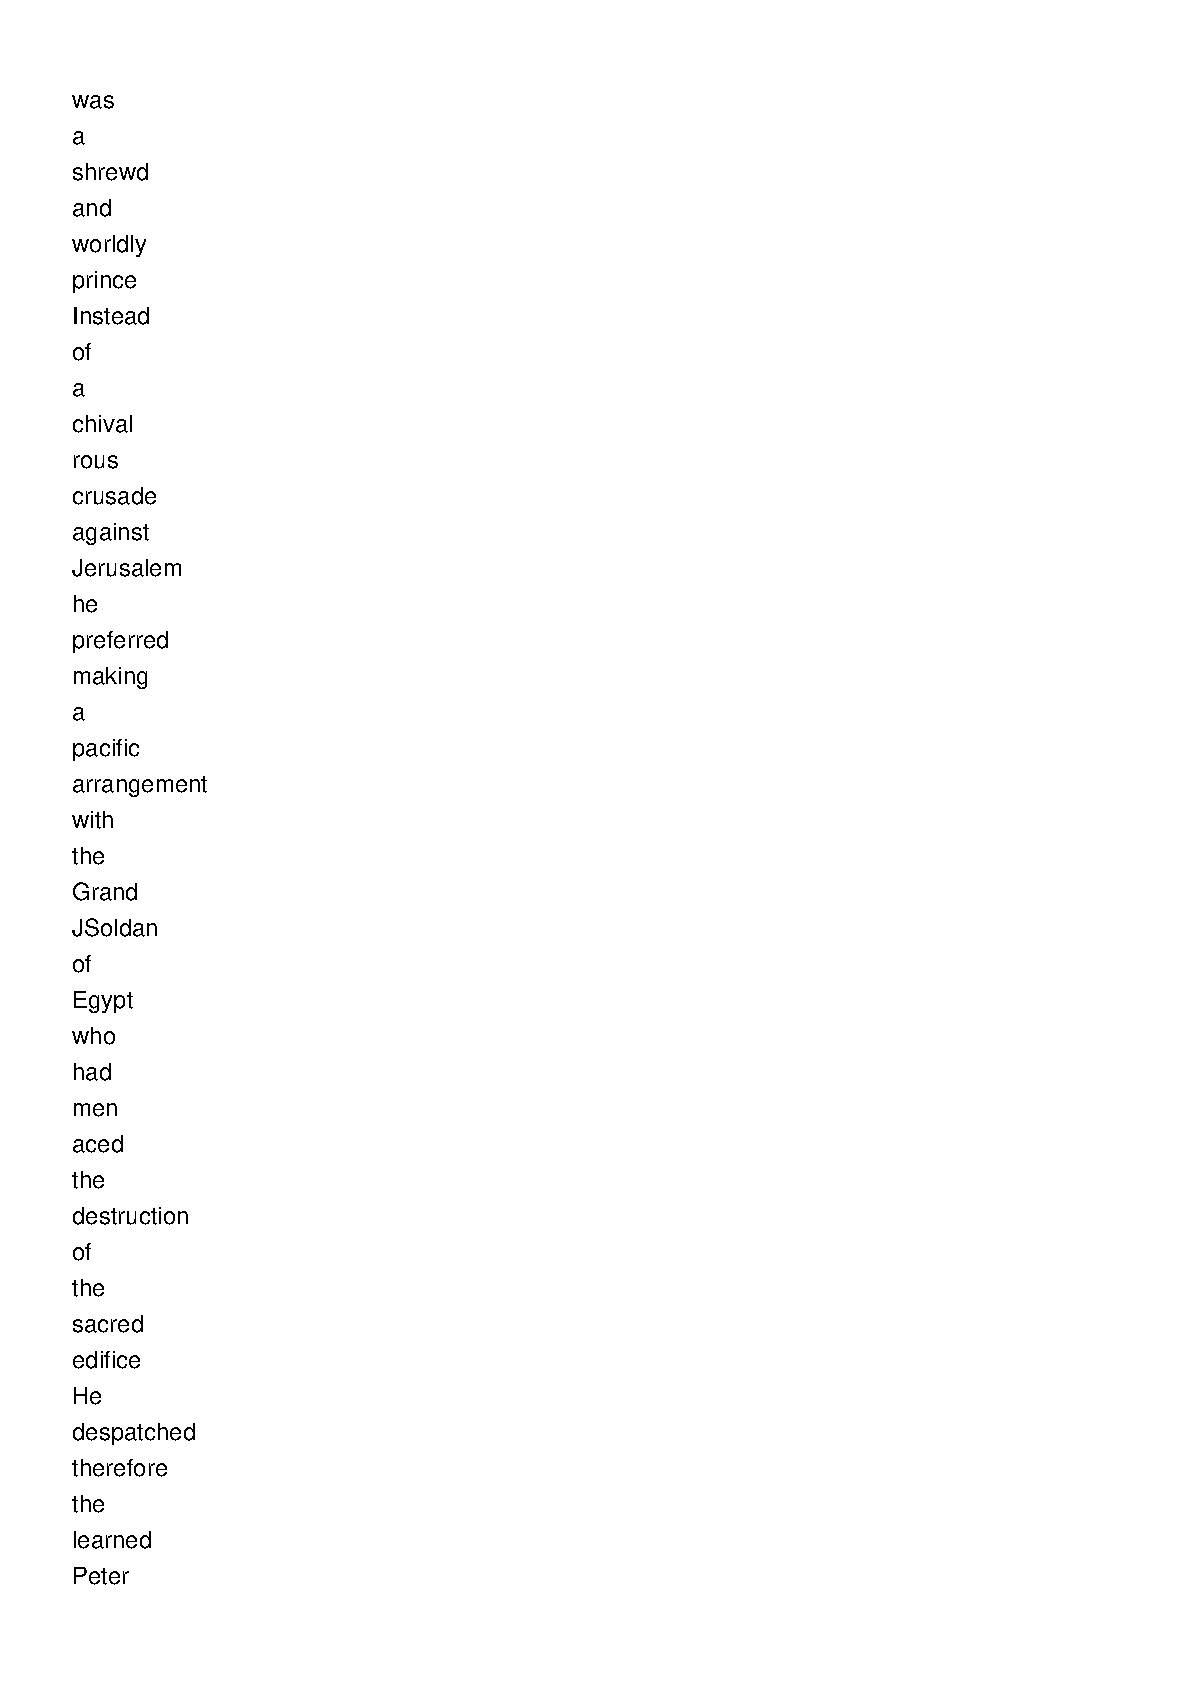 was
a
shrewd
and
worldly
prince
Instead
of
a
chival
rous
crusade
against
Jerusalem
he
preferred
making
a
pacific
arrangement
with
the
Grand
JSoldan
of
Egypt
who
had
men
aced
the
destruction
of
the
sacred
edifice
He
despatched
therefore
the
learned
Peter